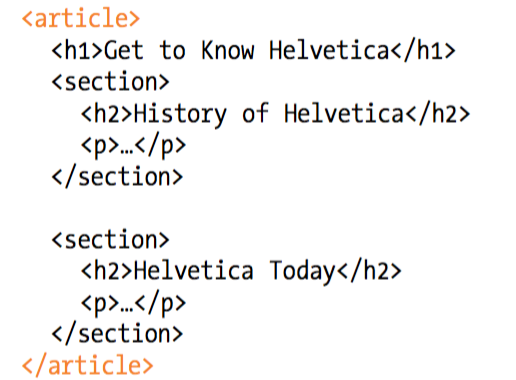 <article>
<h1>Get to Know Helvetica</h1>
<section>
<h2>History of Helvetica</h2>
<p>…</p>
</section>
<section>
<h2>Helvetica Today</h2>
<p>…</p>
</section>
</article>